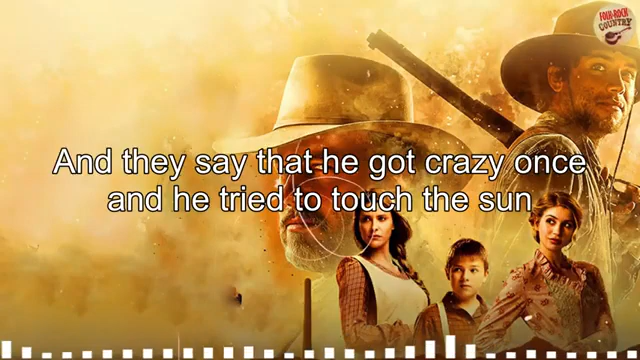 FOLK-ROCK
COUNTRY
And they say that he got crazy once
and he tried to touch the sun